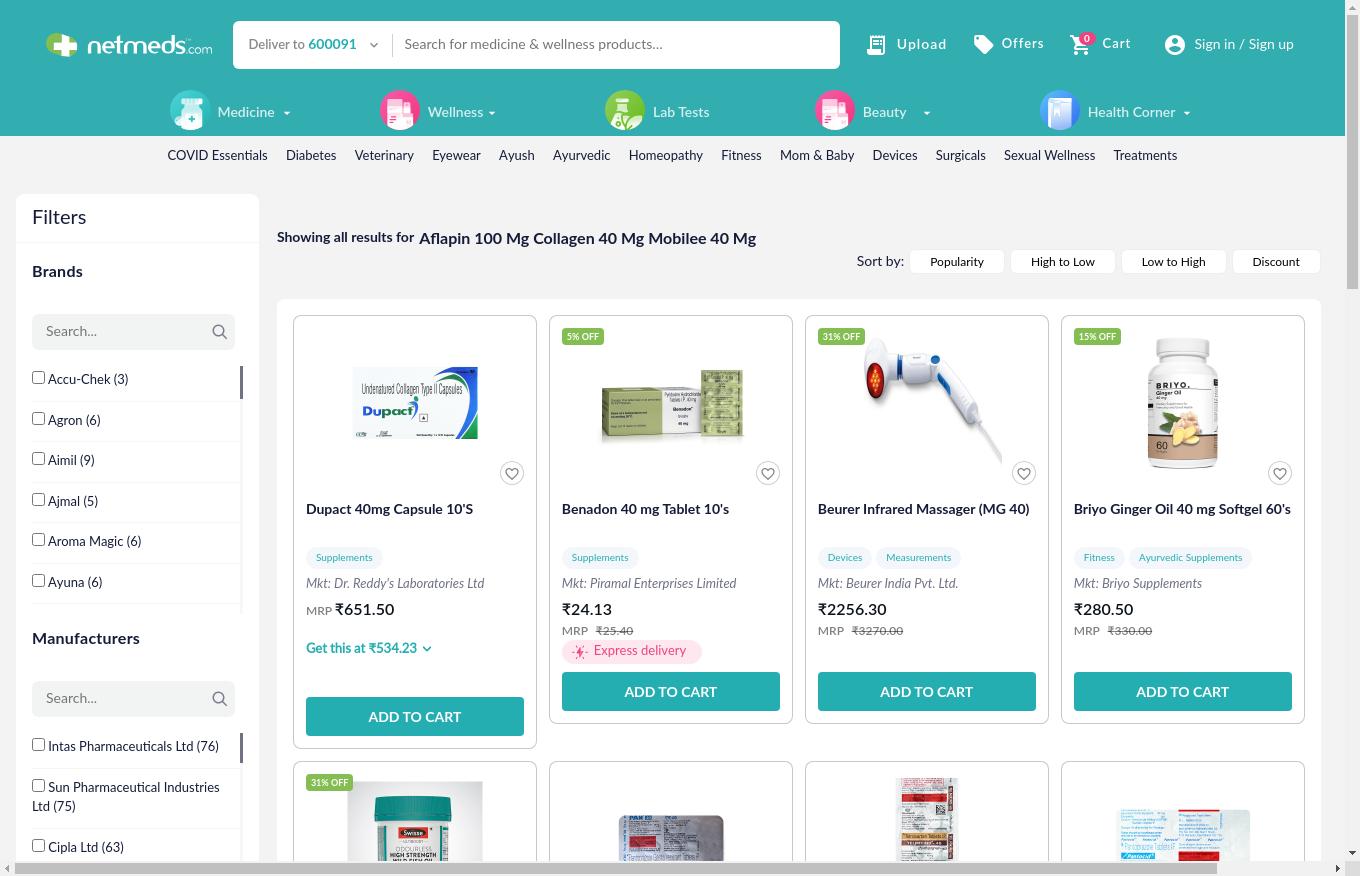 netmeds.com
Deliver to 600091
Search for medicine & wellness products...
Upload
Offers
0
Cart
Sign in / Sign up
Medicine
Wellness
Lab Tests
Beauty
Health Corner
COVID Essentials Diabetes Veterinary Eyewear Ayush Ayurvedic Homeopathy Fitness Mom & Baby Devices Surgicals Sexual Wellness Treatments
Filters
Brands
Search...
Accu-Chek (3)
Agron (6)
Aimil (9)
Ajmal (5)
Aroma Magic (6)
Ayuna (6)
Manufacturers
Search...
Intas Pharmaceuticals Ltd (76)
Sun Pharmaceutical Industries
Ltd (75)
Cipla Ltd (63)
Showing all results for Aflapin 100 Mg Collagen 40 Mg Mobilee 40 Mg
Sort by: Popularity High to Low Low to High Discount
Undenatured Collagen Type II Capsules
Dupact
Dupact 40mg Capsule 10'S
Supplements
Mkt: Dr. Reddy's Laboratories Ltd
MRP ₹651.50
Get this at ₹534.23
ADD TO CART
5% OFF
Benadon
Benadon 40 mg Tablet 10's
Supplements
Mkt: Piramal Enterprises Limited
₹24.13
MRP ₹25.40
Express delivery
ADD TO CART
31% OFF
Beurer Infrared Massager (MG 40)
Devices Measurements
Mkt: Beurer India Pvt. Ltd.
₹2256.30
MRP ₹3270.00
ADD TO CART
15% OFF
BRIYO.
Ginger Oil
40 mg
60
Briyo Ginger Oil 40 mg Softgel 60's
Fitness Ayurvedic Supplements
Mkt: Briyo Supplements
₹280.50
MRP ₹330.00
ADD TO CART
31% OFF
Swisse
ODOURLESS
HIGH STRENGTH
WILD FISH OIL
PAN 40
Pantocid